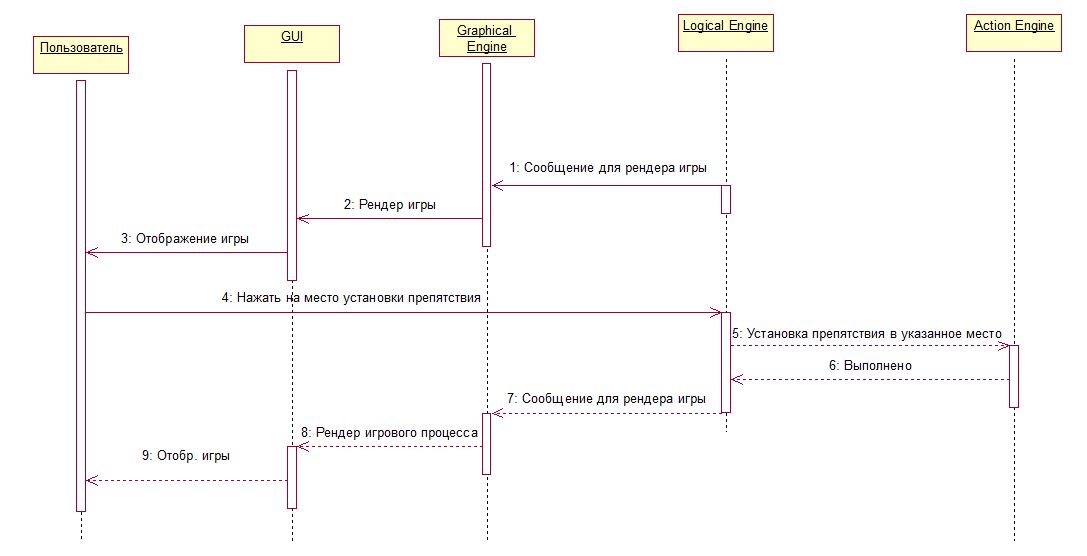 Пользователь
GUI
Graphical
Engine
Logical Engine
Action Engine
1: Сообщение для рендера игры
2: Рендер игры
3: Отображение игры
4: Нажать на место установки препятствия
5: Установка препятствия в указанное место
6: Выполнено
7: Сообщение для рендера игры
8: Рендер игрового процесса
9: Отобр. игры